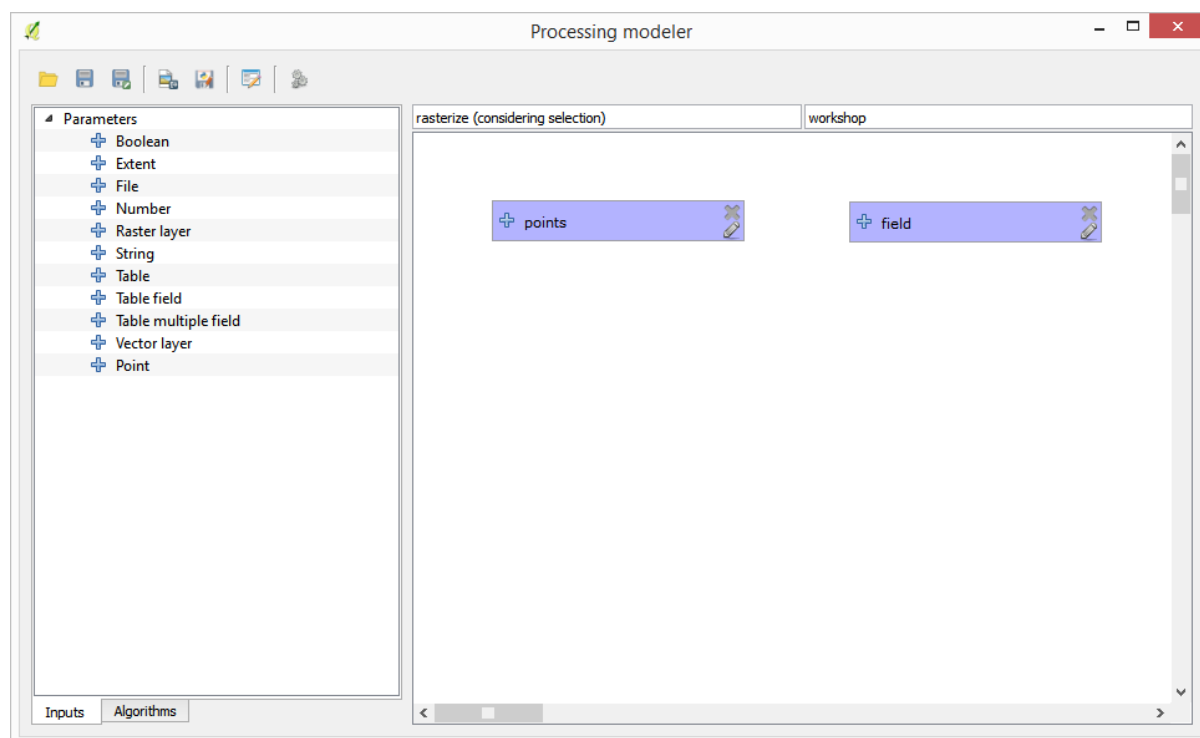 Processing modeler
Parameters
Boolean
Extent
File
Number
Raster layer
String
Table
Table field
Table multiple field
Vector layer
Point
Inputs Algorithms
rasterize (considering selection) workshop
points field